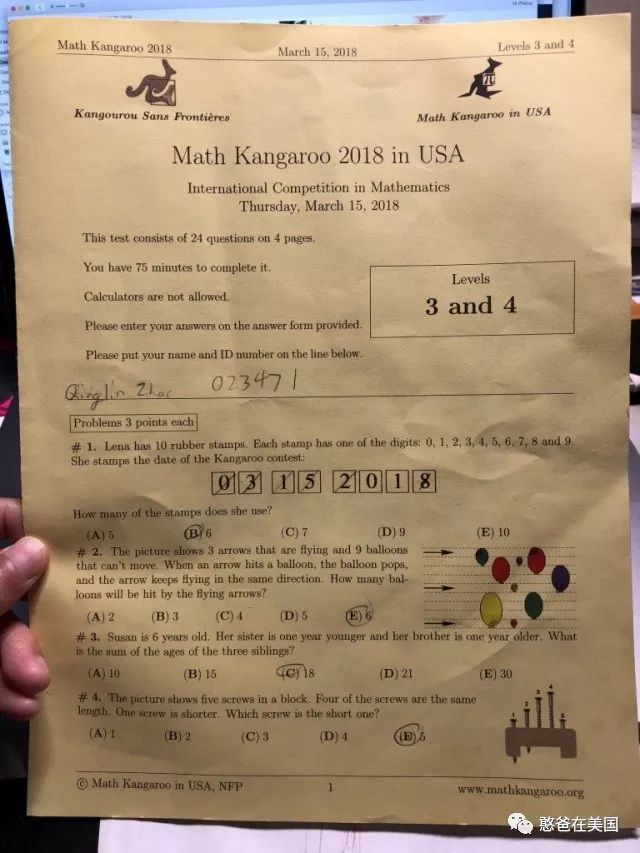 Math Kangaroo 2018 March 15, 2018 Levels 3 and 4
Kangourou Sans Frontières Math Kangaroo in USA
Math Kangaroo 2018 in USA
International Competition in Mathematics
Thursday, March 15, 2018
This test consists of 24 questions on 4 pages.
You have 75 minutes to complete it.
Calculators are not allowed.
Please enter your answers on the answer form provided.
Levels
3 and 4
Please put your name and ID number on the line below.
Qinglin Zhao 023471
Problems 3 points each
# 1. Lena has 10 rubber stamps. Each stamp has one of the digits: 0, 1, 2, 3, 4, 5, 6, 7, 8 and 9.
She stamps the date of the Kangaroo contest:
0 3 1 5 2 0 1 8
How many of the stamps does she use?
(A) 5 (B) 6 (C) 7 (D) 9 (E) 10
# 2. The picture shows 3 arrows that are flying and 9 balloons
that can't move. When an arrow hits a balloon, the balloon pops,
and the arrow keeps flying in the same direction. How many bal-
loons will be hit by the flying arrows?
(A) 2 (B) 3 (C) 4 (D) 5 (E) 6
# 3. Susan is 6 years old. Her sister is one year younger and her brother is one year older. What
is the sum of the ages of the three siblings?
(A) 10 (B) 15 (C) 18 (D) 21 (E) 30
# 4. The picture shows five screws in a block. Four of the screws are the same
length. One screw is shorter. Which screw is the short one?
(A) 1 (B) 2 (C) 3 (D) 4 (E) 5
1 2 3 4 5
© Math Kangaroo in USA, NFP 1 www.mathkangaroo.org
憨爸在美国